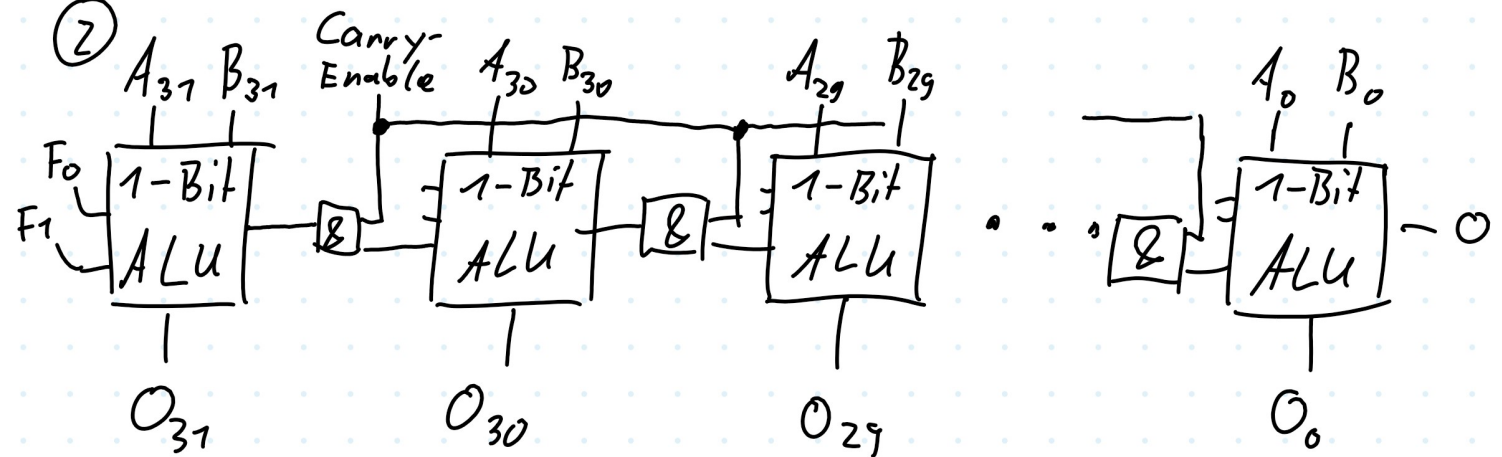 2
Carry-
Enable
A31 B31 A30 B30 A29 B29 A0 B0
F0 1-Bit 1-Bit 1-Bit 1-Bit
F1 ALU & ALU & ALU ... & ALU 0
O31 O30 O29 O0